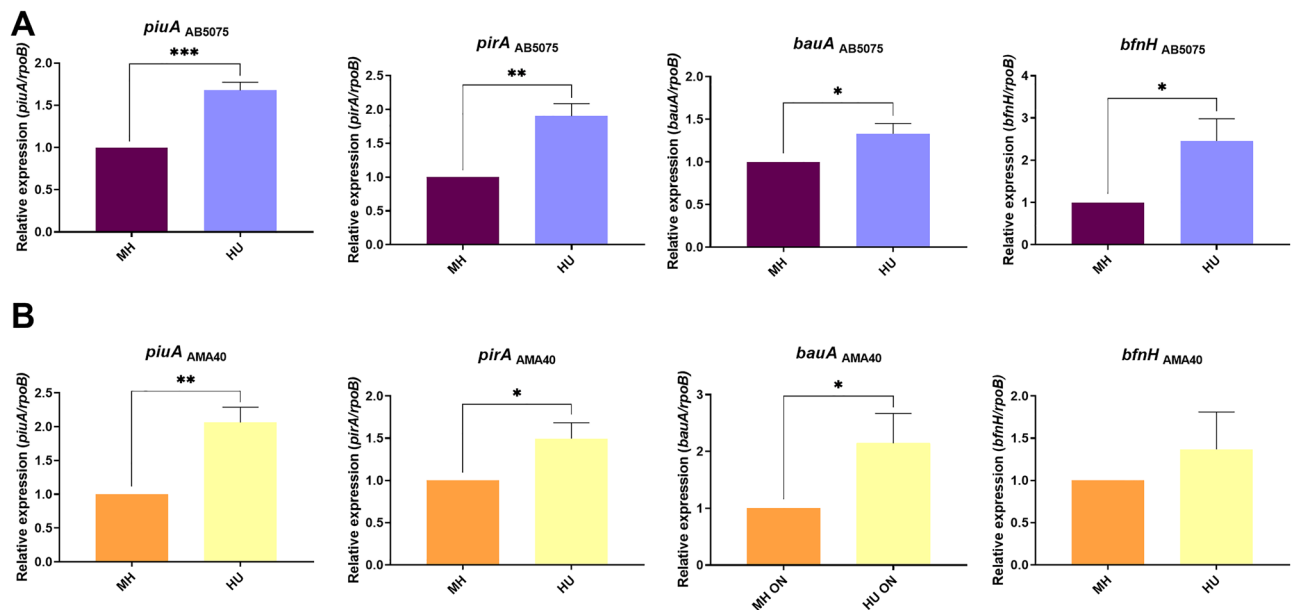 A
piuA AB5075
Relative expression (piuA/rpoB)
2.0
1.5
1.0
0.5
0.0
***
MH
HU
pirA AB5075
Relative expression (pirA/rpoB)
2.5
2.0
1.5
1.0
0.5
0.0
**
MH
HU
bauA AB5075
Relative expression (bauA/rpoB)
2.0
1.5
1.0
0.5
0.0
*
MH
HU
bfnH AB5075
Relative expression (bfnH/rpoB)
4
3
2
1
0
*
MH
HU
B
piuA AMA40
Relative expression (piuA/rpoB)
2.5
2.0
1.5
1.0
0.5
0.0
**
MH
HU
pirA AMA40
Relative expression (pirA/rpoB)
2.0
1.5
1.0
0.5
0.0
*
MH
HU
bauA AMA40
Relative expression (bauA/rpoB)
3
2
1
0
*
MH ON
HU ON
bfnH AMA40
Relative expression (bfnH/rpoB)
2.0
1.5
1.0
0.5
0.0
MH
HU